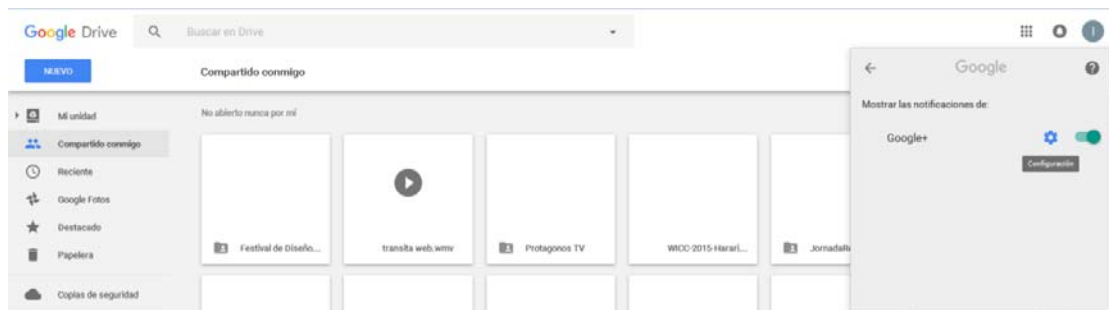 Google Drive
Buscar en Drive
I
NUEVO
Compartido conmigo
Google
Mostrar las notificaciones de:
Google+
Configuración
Mi unidad
Compartido conmigo
Reciente
Google Fotos
Destacado
Papelera
Copias de seguridad
No abierto nunca por mí
Festival de Diseño...
transita web.wmv
Protagonos TV
WICC-2015-Harari...
JornadaRe